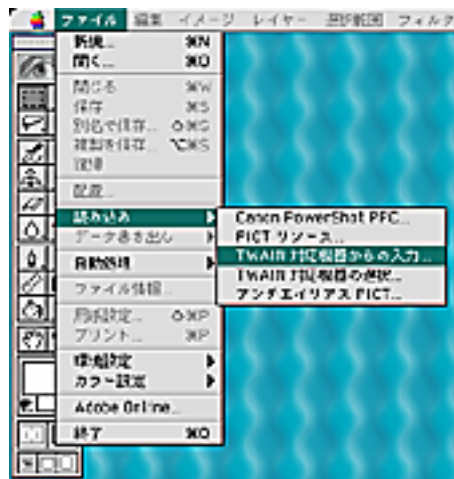 ファイル 編集 イメージ レイヤー 選択範囲 フィルタ
新規... ⌘N
開く... ⌘O
閉じる ⌘W
保存 ⌘S
別名で保存... ⇧⌘S
複製を保存... ⌥⌘S
復帰
配置...
読み込み
データ書き出し
自動処理
ファイル情報...
用紙設定... ⇧⌘P
プリント... ⌘P
環境設定
カラー設定
Adobe Online...
終了 ⌘Q
Canon PowerShot PFC...
PICT リソース...
TWAIN 対応機器からの入力...
TWAIN 対応機器の選択...
アンチエイリアス PICT...